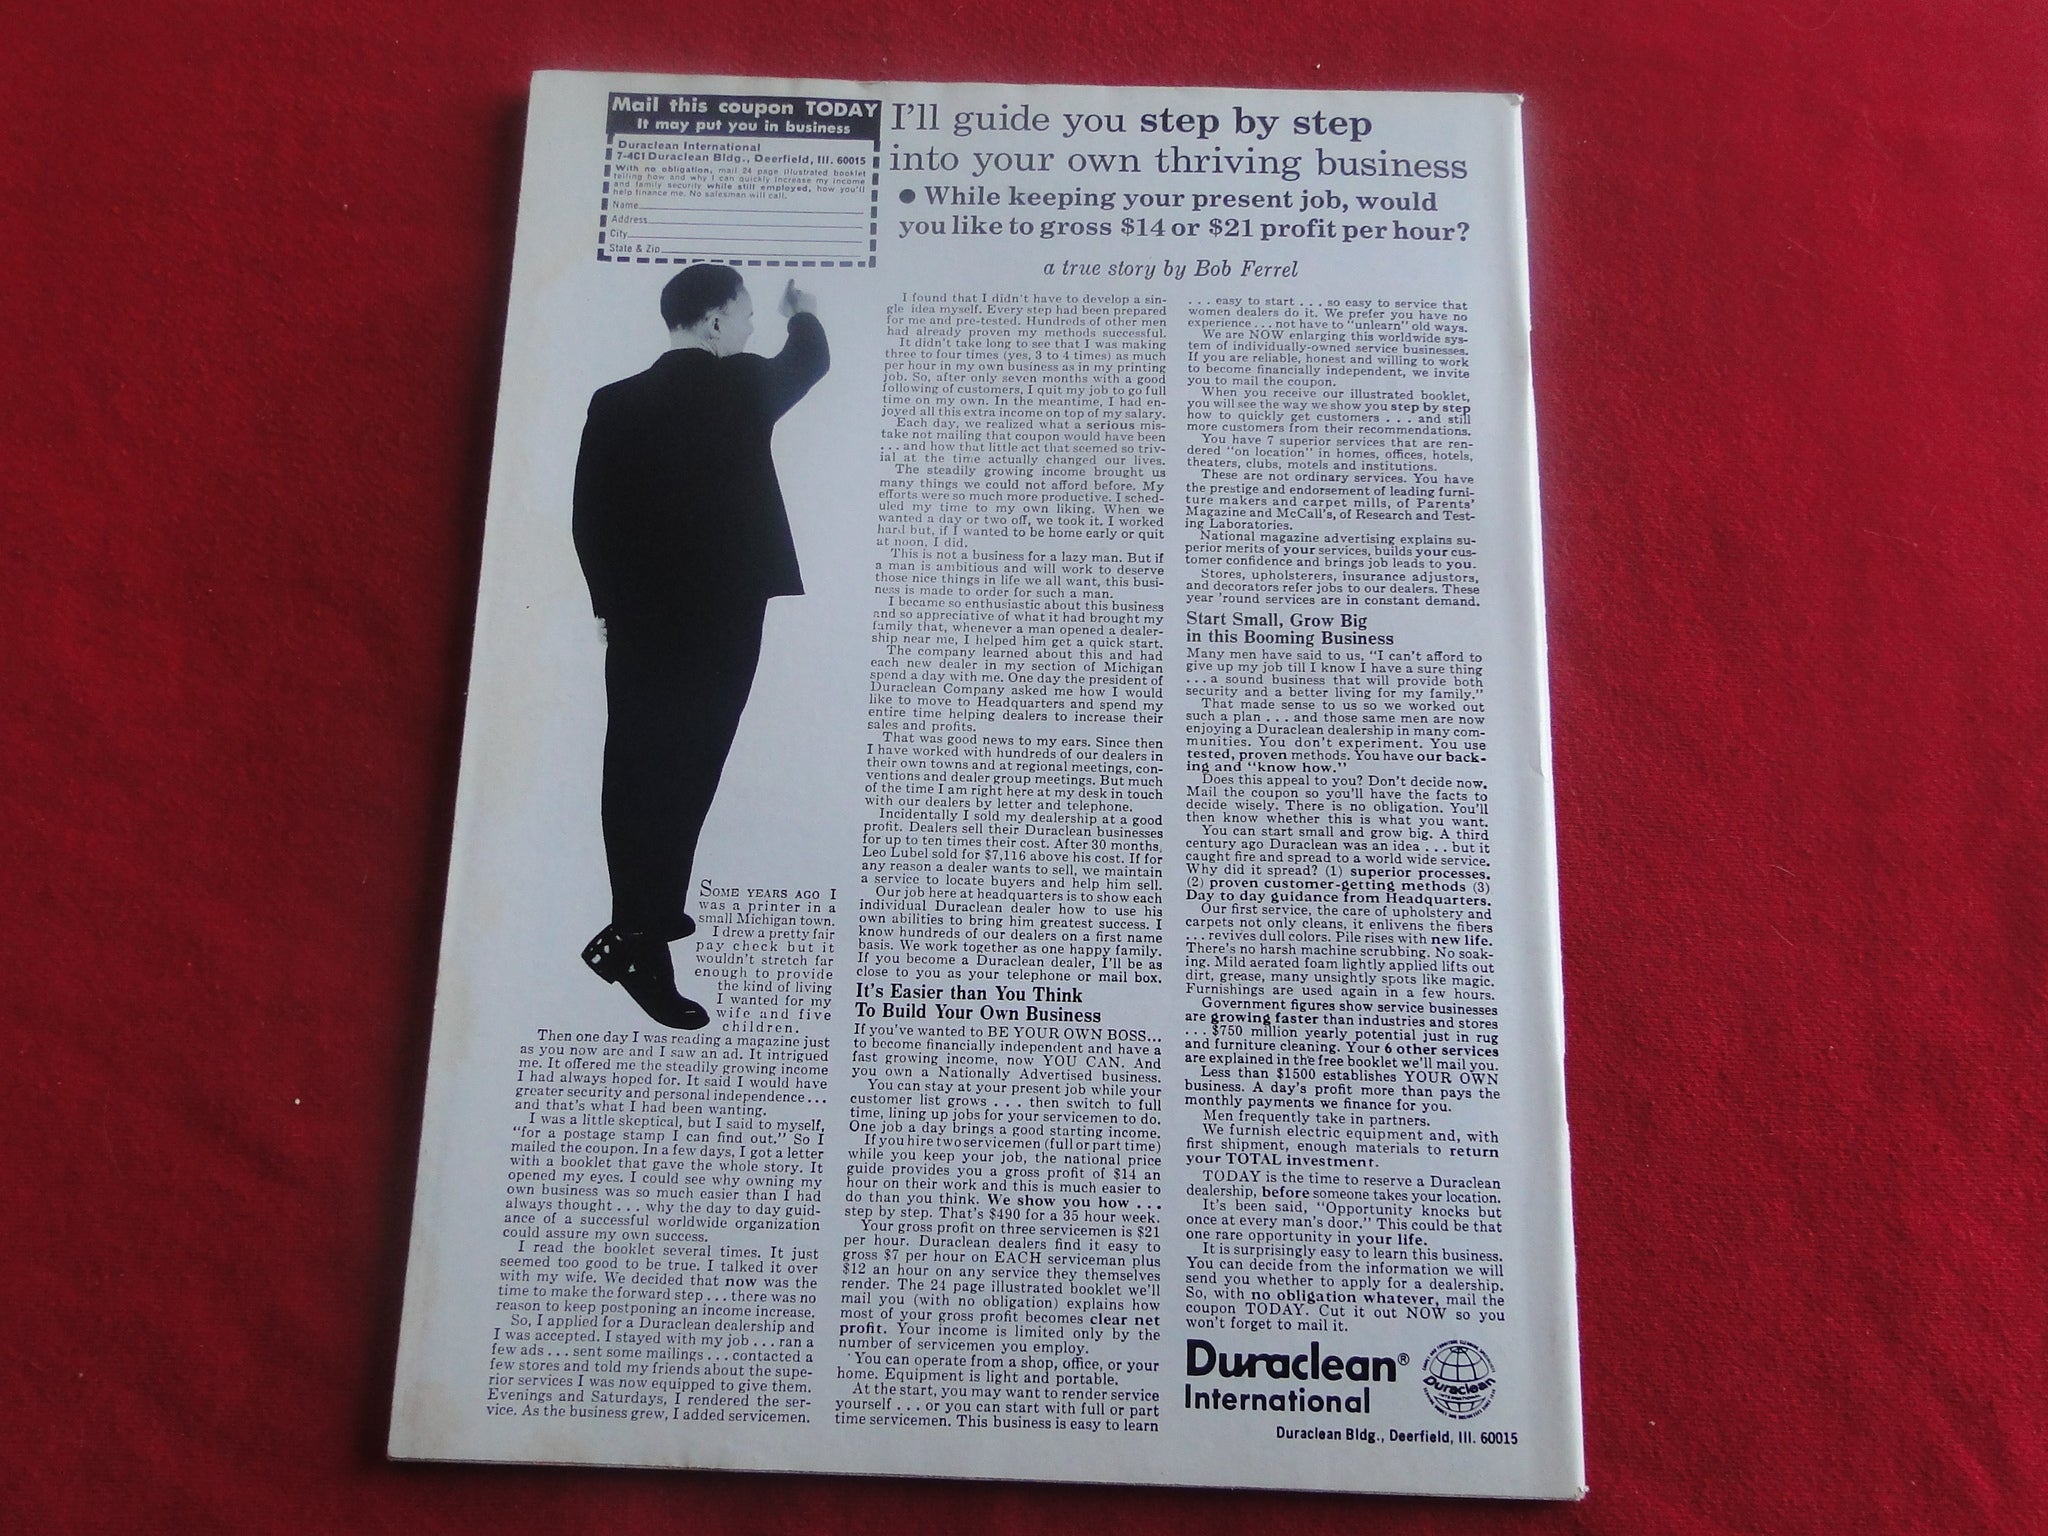 Mail this coupon TODAY
It may put you in business
Duraclean International
7-4C1 Duraclean Bldg., Deerfield, Ill. 60015
With no obligation, mail 24 page illustrated booklet
telling how and why I can quickly increase my income
and family security while still employed, how you'll
help finance me. No salesman will call.
Name
Address
City
State & Zip
I'll guide you step by step
into your own thriving business
● While keeping your present job, would
you like to gross $14 or $21 profit per hour?
a true story by Bob Ferrel
SOME YEARS AGO I
was a printer in a
small Michigan town.
I drew a pretty fair
pay check but it
wouldn't stretch far
enough to provide
the kind of living
I wanted for my
wife and five
children.
Then one day I was reading a magazine just
as you now are and I saw an ad. It intrigued
me. It offered me the steadily growing income
I had always hoped for. It said I would have
greater security and personal independence...
and that's what I had been wanting.
I was a little skeptical, but I said to myself,
"for a postage stamp I can find out." So I
mailed the coupon. In a few days, I got a letter
with a booklet that gave the whole story. It
opened my eyes. I could see why owning my
own business was so much easier than I had
always thought... why the day to day guid-
ance of a successful worldwide organization
could assure my own success.
I read the booklet several times. It just
seemed too good to be true. I talked it over
with my wife. We decided that now was the
time to make the forward step... there was no
reason to keep postponing an income increase.
So, I applied for a Duraclean dealership and
I was accepted. I stayed with my job... ran a
few ads... sent some mailings... contacted a
few stores and told my friends about the supe-
rior services I was now equipped to give them.
Evenings and Saturdays, I rendered the ser-
vice. As the business grew, I added servicemen.
I found that I didn't have to develop a sin-
gle idea myself. Every step had been prepared
for me and pre-tested. Hundreds of other men
had already proven my methods successful.
It didn't take long to see that I was making
three to four times (yes, 3 to 4 times) as much
per hour in my own business as in my printing
job. So, after only seven months with a good
following of customers, I quit my job to go full
time on my own. In the meantime, I had en-
joyed all this extra income on top of my salary.
Each day, we realized what a serious mis-
take not mailing that coupon would have been
... and how that little act that seemed so triv-
ial at the time actually changed our lives.
The steadily growing income brought us
many things we could not afford before. My
efforts were so much more productive. I sched-
uled my time to my own liking. When we
wanted a day or two off, we took it. I worked
hard but, if I wanted to be home early or quit
at noon, I did.
This is not a business for a lazy man. But if
a man is ambitious and will work to deserve
those nice things in life we all want, this busi-
ness is made to order for such a man.
I became so enthusiastic about this business
and so appreciative of what it had brought my
family that, whenever a man opened a dealer-
ship near me, I helped him get a quick start.
The company learned about this and had
each new dealer in my section of Michigan
spend a day with me. One day the president of
Duraclean Company asked me how I would
like to move to Headquarters and spend my
entire time helping dealers to increase their
sales and profits.
That was good news to my ears. Since then
I have worked with hundreds of our dealers in
their own towns and at regional meetings, con-
ventions and dealer group meetings. But much
of the time I am right here at my desk in touch
with our dealers by letter and telephone.
Incidentally I sold my dealership at a good
profit. Dealers sell their Duraclean businesses
for up to ten times their cost. After 30 months,
Leo Lubel sold for $7,116 above his cost. If for
any reason a dealer wants to sell, we maintain
a service to locate buyers and help him sell.
Our job here at headquarters is to show each
individual Duraclean dealer how to use his
own abilities to bring him greatest success. I
know hundreds of our dealers on a first name
basis. We work together as one happy family.
If you become a Duraclean dealer, I'll be as
close to you as your telephone or mail box.
It's Easier than You Think
To Build Your Own Business
If you've wanted to BE YOUR OWN BOSS...
to become financially independent and have a
fast growing income, now YOU CAN. And
you own a Nationally Advertised business.
You can stay at your present job while your
customer list grows... then switch to full
time, lining up jobs for your servicemen to do.
One job a day brings a good starting income.
If you hire two servicemen (full or part time)
while you keep your job, the national price
guide provides you a gross profit of $14 an
hour on their work and this is much easier to
do than you think. We show you how...
step by step. That's $490 for a 35 hour week.
Your gross profit on three servicemen is $21
per hour. Duraclean dealers find it easy to
gross $7 per hour on EACH serviceman plus
$12 an hour on any service they themselves
render. The 24 page illustrated booklet we'll
mail you (with no obligation) explains how
most of your gross profit becomes clear net
profit. Your income is limited only by the
number of servicemen you employ.
You can operate from a shop, office, or your
home. Equipment is light and portable.
At the start, you may want to render service
yourself... or you can start with full or part
time servicemen. This business is easy to learn
... easy to start... so easy to service that
women dealers do it. We prefer you have no
experience... not have to "unlearn" old ways.
We are NOW enlarging this worldwide sys-
tem of individually-owned service businesses.
If you are reliable, honest and willing to work
to become financially independent, we invite
you to mail the coupon.
When you receive our illustrated booklet,
you will see the way we show you step by step
how to quickly get customers... and still
more customers from their recommendations.
You have 7 superior services that are ren-
dered "on location" in homes, offices, hotels,
theaters, clubs, motels and institutions.
These are not ordinary services. You have
the prestige and endorsement of leading furni-
ture makers and carpet mills, of Parents'
Magazine and McCall's, of Research and Test-
ing Laboratories.
National magazine advertising explains su-
perior merits of your services, builds your cus-
tomer confidence and brings job leads to you.
Stores, upholsterers, insurance adjustors,
and decorators refer jobs to our dealers. These
year 'round services are in constant demand.
Start Small, Grow Big
in this Booming Business
Many men have said to us, "I can't afford to
give up my job till I know I have a sure thing
... a sound business that will provide both
security and a better living for my family."
That made sense to us so we worked out
such a plan... and those same men are now
enjoying a Duraclean dealership in many com-
munities. You don't experiment. You use
tested, proven methods. You have our back-
ing and "know how."
Does this appeal to you? Don't decide now.
Mail the coupon so you'll have the facts to
decide wisely. There is no obligation. You'll
then know whether this is what you want.
You can start small and grow big. A third
century ago Duraclean was an idea... but it
caught fire and spread to a world wide service.
Why did it spread? (1) superior processes.
(2) proven customer-getting methods (3)
Day to day guidance from Headquarters.
Our first service, the care of upholstery and
carpets not only cleans, it enlivens the fibers
... revives dull colors. Pile rises with new life.
There's no harsh machine scrubbing. No soak-
ing. Mild aerated foam lightly applied lifts out
dirt, grease, many unsightly spots like magic.
Furnishings are used again in a few hours.
Government figures show service businesses
are growing faster than industries and stores
... $750 million yearly potential just in rug
and furniture cleaning. Your 6 other services
are explained in the free booklet we'll mail you.
Less than $1500 establishes YOUR OWN
business. A day's profit more than pays the
monthly payments we finance for you.
Men frequently take in partners.
We furnish electric equipment and, with
first shipment, enough materials to return
your TOTAL investment.
TODAY is the time to reserve a Duraclean
dealership, before someone takes your location.
It's been said, "Opportunity knocks but
once at every man's door." This could be that
one rare opportunity in your life.
It is surprisingly easy to learn this business.
You can decide from the information we will
send you whether to apply for a dealership.
So, with no obligation whatever, mail the
coupon TODAY. Cut it out NOW so you
won't forget to mail it.
Duraclean®
International
Duraclean
INTERNATIONAL
Duraclean Bldg., Deerfield, Ill. 60015